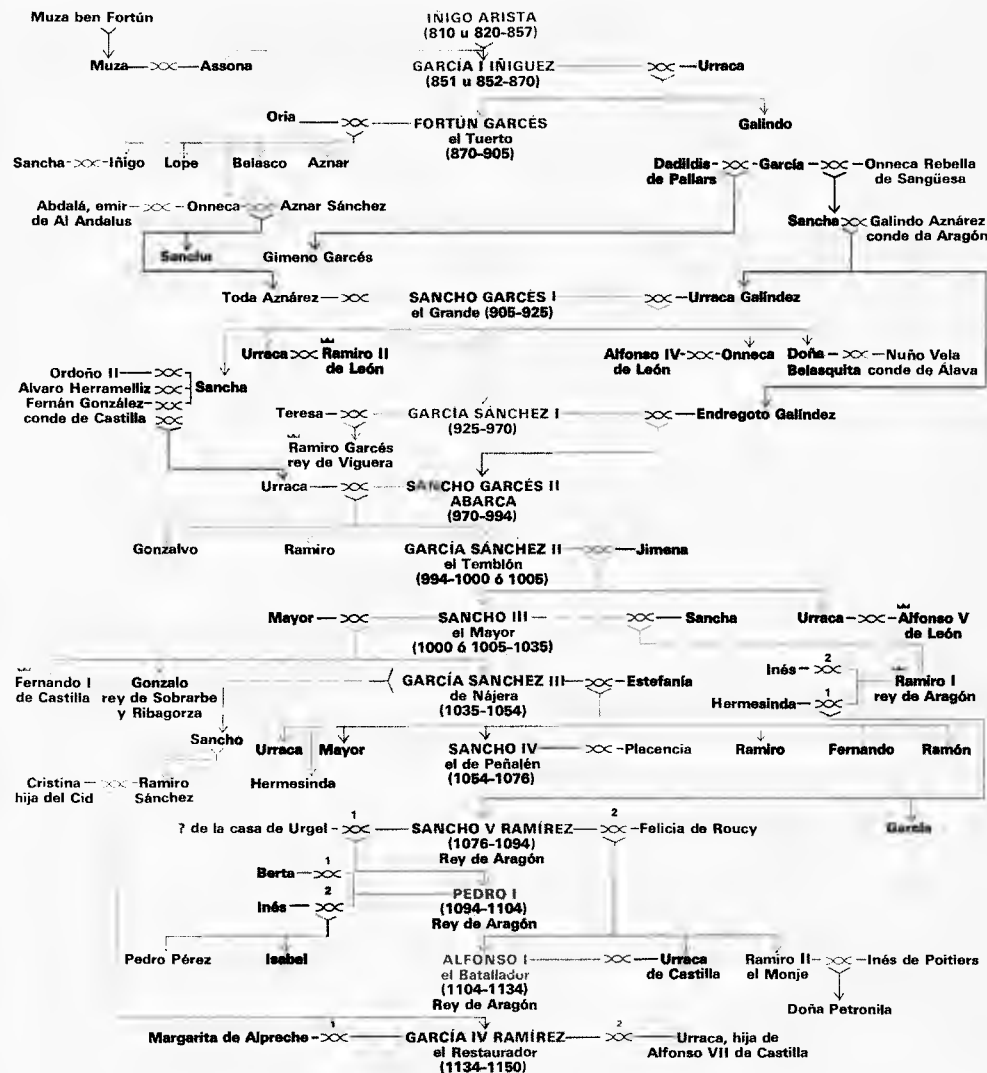 Muza ben Fortún
IÑIGO ARISTA
(810 u 820-857)
Muza
Assona
GARCÍA I IÑIGUEZ
(851 u 852-870)
Urraca
Oria
FORTÚN GARCÉS
el Tuerto
(870-905)
Galindo
Sancha
Iñigo
Lope
Belasco
Aznar
Dadildis
de Pallars
García
Onneca Rebella
de Sangüesa
Abdalá, emir
de Al Andalus
Onneca
Aznar Sánchez
Sancha
Galindo Aznárez
conde da Aragón
Gimeno Garcés
Toda Aznárez
SANCHO GARCÉS I
el Grande (905-925)
Urraca Galíndez
Urraca
Ramiro II
de León
Alfonso IV
de León
Onneca
Doña
Belasquita
Nuño Vela
conde de Álava
Ordoño II
Alvaro Herramelliz
Fernán González
conde de Castilla
Sancha
Teresa
GARCÍA SÁNCHEZ I
(925-970)
Endregoto Galíndez
Ramiro Garcés
rey de Viguera
Urraca
SANCHO GARCÉS II
ABARCA
(970-994)
Gonzalvo
Ramiro
GARCÍA SÁNCHEZ II
el Temblón
(994-1000 ó 1005)
Jimena
Mayor
SANCHO III
el Mayor
(1000 ó 1005-1035)
Sancha
Urraca
Alfonso V
de León
Fernando I
de Castilla
Gonzalo
rey de Sobrarbe
y Ribagorza
GARCÍA SÁNCHEZ III
de Nájera
(1035-1054)
Estefanía
Inés
2
Hermesinda
1
Ramiro I
rey de Aragón
Sancho
Urraca
Mayor
SANCHO IV
el de Peñalén
(1054-1076)
Placencia
Ramiro
Fernando
Ramón
Hermesinda
Cristina
hija del Cid
Ramiro
Sánchez
? de la casa de Urgel
1
SANCHO V RAMÍREZ
(1076-1094)
Rey de Aragón
2
Felicia de Roucy
García
Berta
1
Inés
2
PEDRO I
(1094-1104)
Rey de Aragón
Pedro Pérez
Isabel
ALFONSO I
el Batallador
(1104-1134)
Rey de Aragón
Urraca
de Castilla
Ramiro II
el Monje
Inés de Poitiers
Doña Petronila
Margarita de Alpreche
1
GARCÍA IV RAMÍREZ
el Restaurador
(1134-1150)
2
Urraca, hija de
Alfonso VII de Castilla